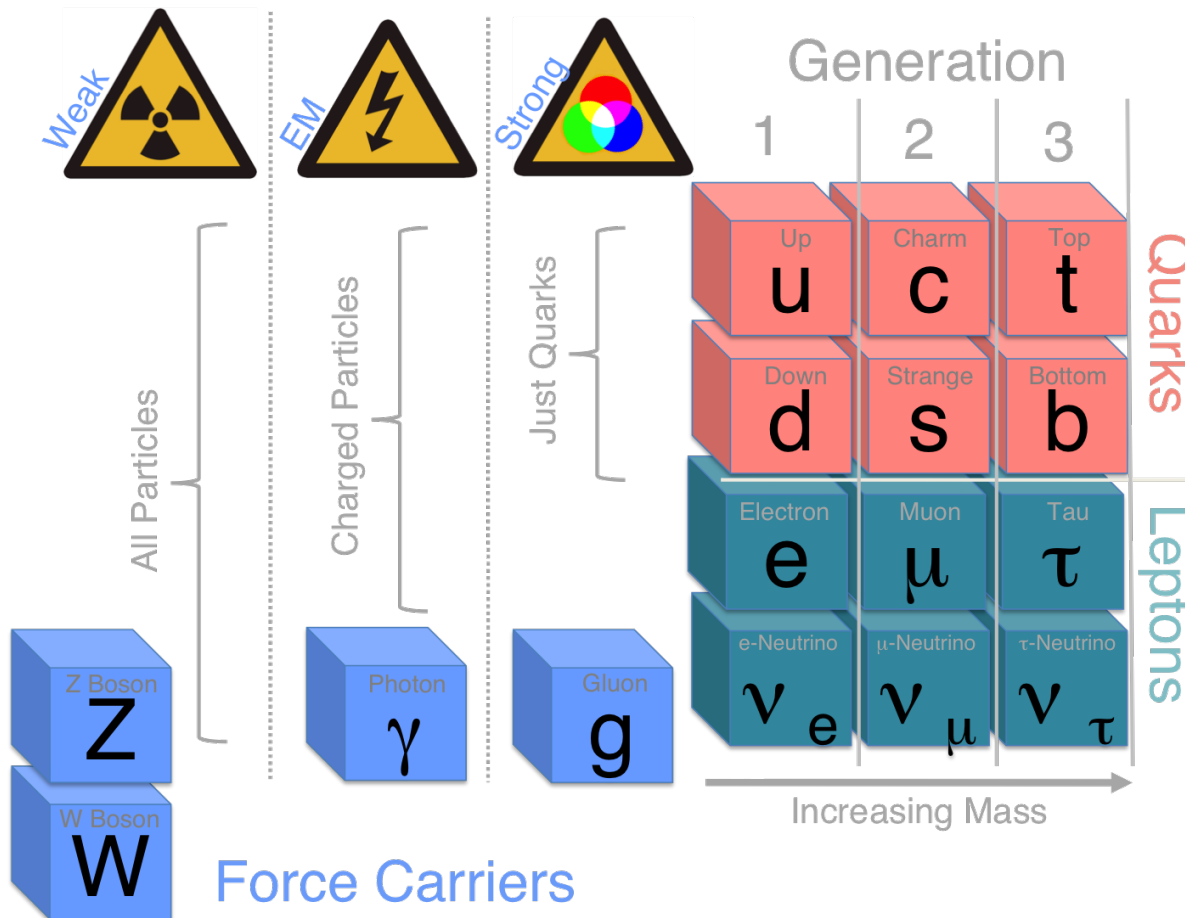 Weak
EM
Strong
Generation
1 2 3
All Particles
Charged Particles
Just Quarks
Up
u
Charm
c
Top
t
Quarks
Down
d
Strange
s
Bottom
b
Electron
e
Muon
μ
Tau
τ
Leptons
e-Neutrino
ν e
μ-Neutrino
ν μ
τ-Neutrino
ν τ
Z Boson
Z
Photon
γ
Gluon
g
Increasing Mass
W Boson
W
Force Carriers